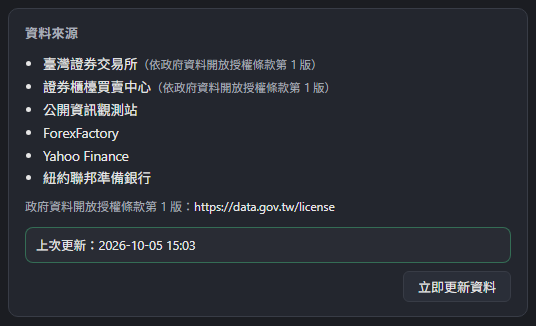 資料來源
• 臺灣證券交易所（依政府資料開放授權條款第 1 版）
• 證券櫃檯買賣中心（依政府資料開放授權條款第 1 版）
• 公開資訊觀測站
• ForexFactory
• Yahoo Finance
• 紐約聯邦準備銀行
政府資料開放授權條款第 1 版：https://data.gov.tw/license
上次更新：2026-10-05 15:03
立即更新資料